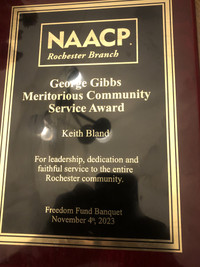 NAACP
Rochester Branch
George Gibbs
Meritorious Community
Service Award
Keith Bland
For leadership, dedication and
faithful service to the entire
Rochester community.
Freedom Fund Banquet
November 4th, 2023